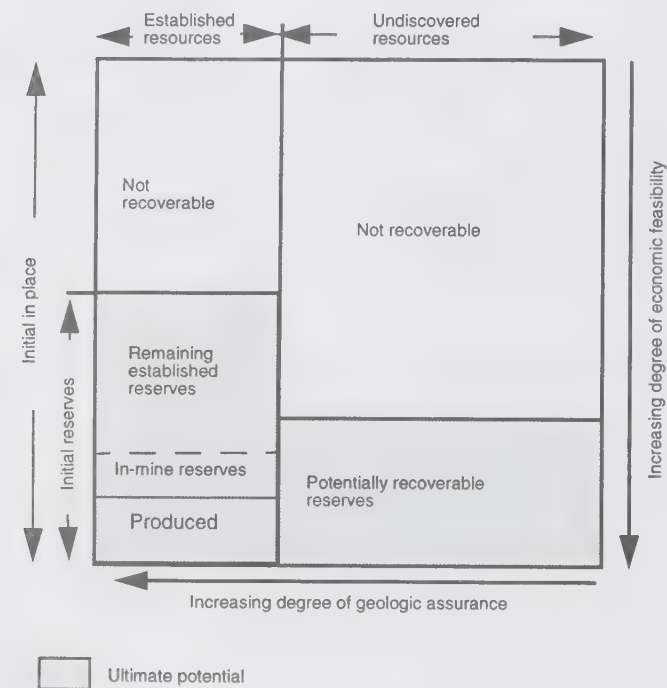 Established
resources
Undiscovered
resources
Not
recoverable
Not recoverable
Initial in place
Initial reserves
Remaining
established
reserves
In-mine reserves
Produced
Potentially recoverable
reserves
Increasing degree of economic feasibility
Increasing degree of geologic assurance
Ultimate potential